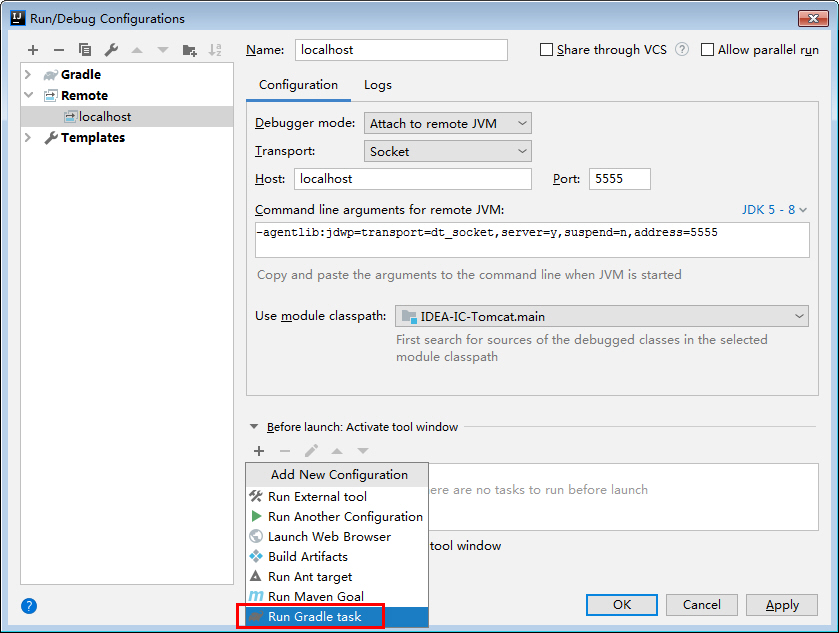 Run/Debug Configurations
Name: localhost Share through VCS ? Allow parallel run
Gradle
Remote
localhost
Templates
Configuration Logs
Debugger mode: Attach to remote JVM
Transport: Socket
Host: localhost Port: 5555
Command line arguments for remote JVM: JDK 5 - 8
-agentlib:jdwp=transport=dt_socket,server=y,suspend=n,address=5555
Copy and paste the arguments to the command line when JVM is started
Use module classpath: IDEA-IC-Tomcat.main
First search for sources of the debugged classes in the selected
module classpath
Before launch: Activate tool window
Add New Configuration
ere are no tasks to run before launch
Run External tool
Run Another Configuration
Launch Web Browser
tool window
Build Artifacts
Run Ant target
m Run Maven Goal
Run Gradle task
? OK Cancel Apply